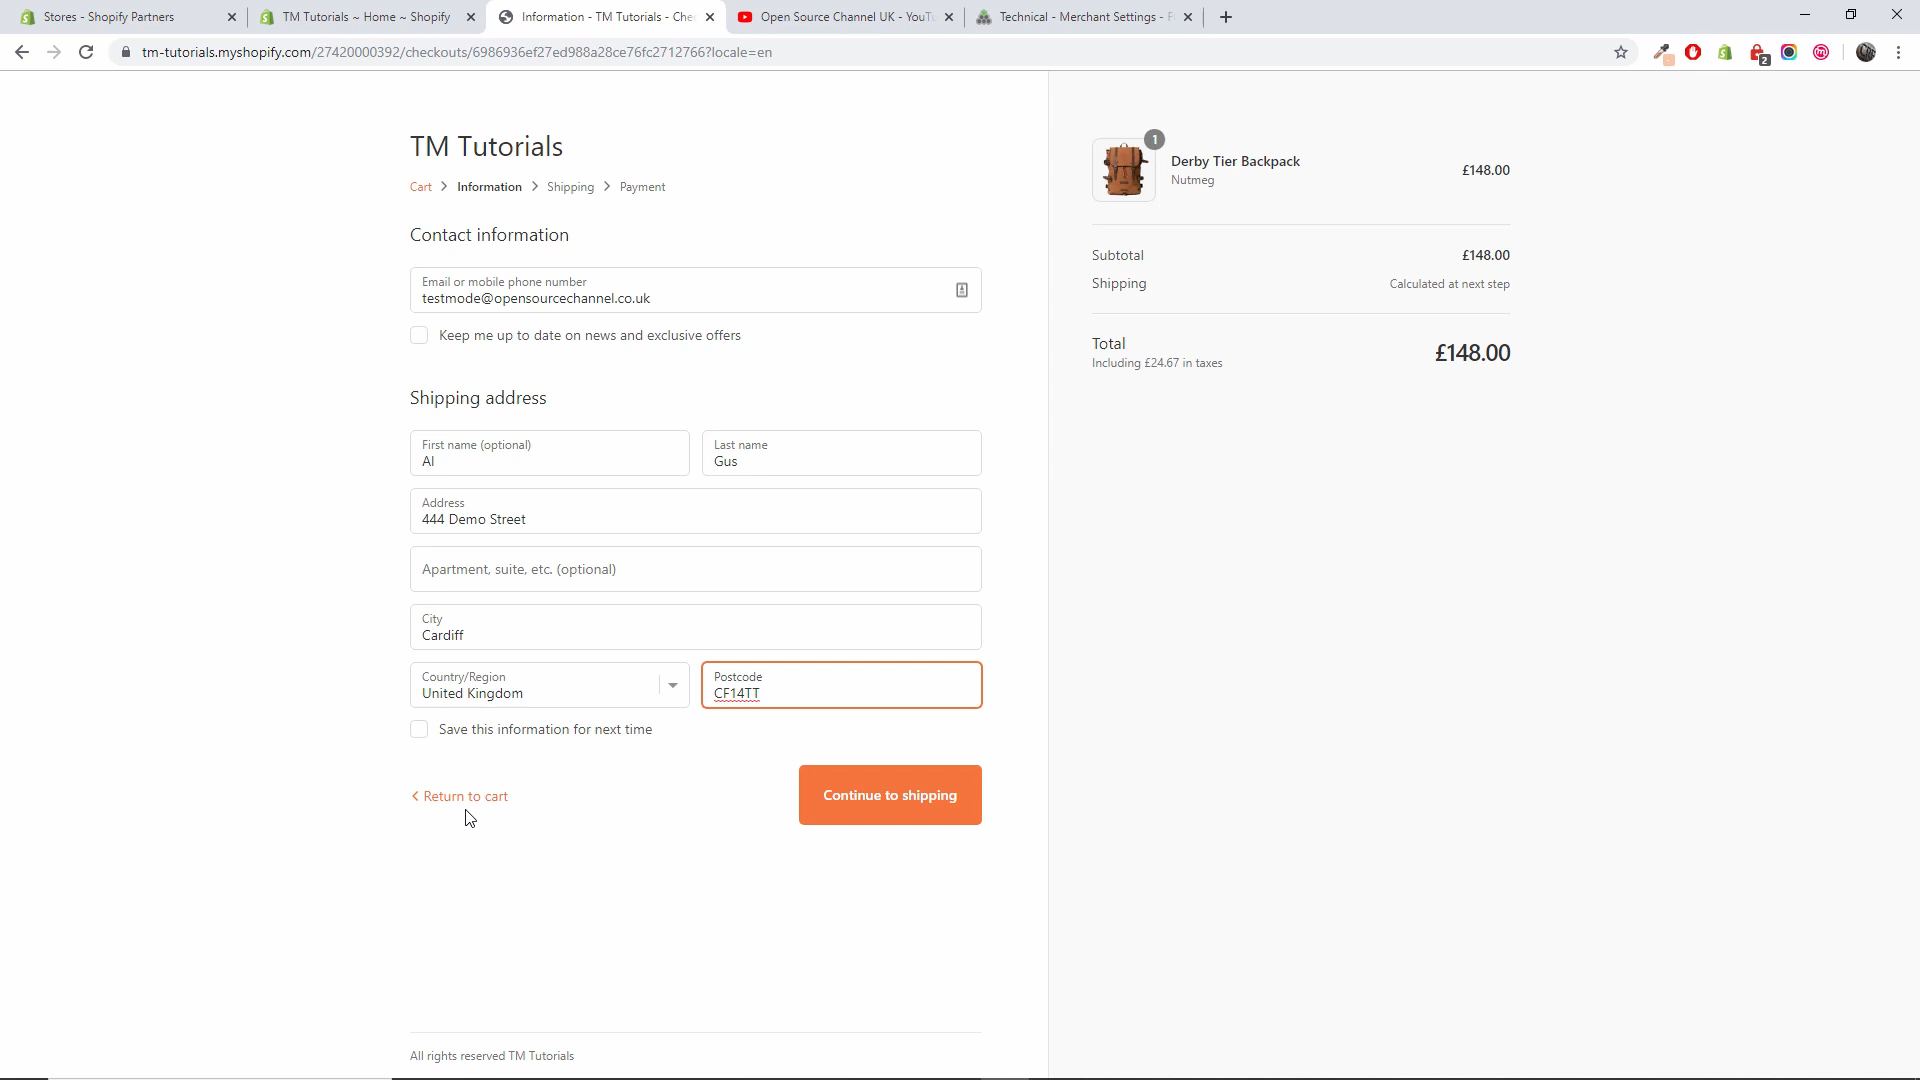 Stores - Shopify Partners
TM Tutorials ~ Home ~ Shopify
Information - TM Tutorials - Che
Open Source Channel UK - YouTu
Technical - Merchant Settings - F
tm-tutorials.myshopify.com/27420000392/checkouts/6986936ef27ed988a28ce76fc2712766?locale=en
2
TM Tutorials
Cart > Information > Shipping > Payment
Contact information
Email or mobile phone number
testmode@opensourcechannel.co.uk
Keep me up to date on news and exclusive offers
Shipping address
First name (optional)
Al
Last name
Gus
Address
444 Demo Street
Apartment, suite, etc. (optional)
City
Cardiff
Country/Region
United Kingdom
Postcode
CF14TT
Save this information for next time
< Return to cart
Continue to shipping
All rights reserved TM Tutorials
1
Derby Tier Backpack
Nutmeg
£148.00
Subtotal
£148.00
Shipping
Calculated at next step
Total
Including £24.67 in taxes
£148.00